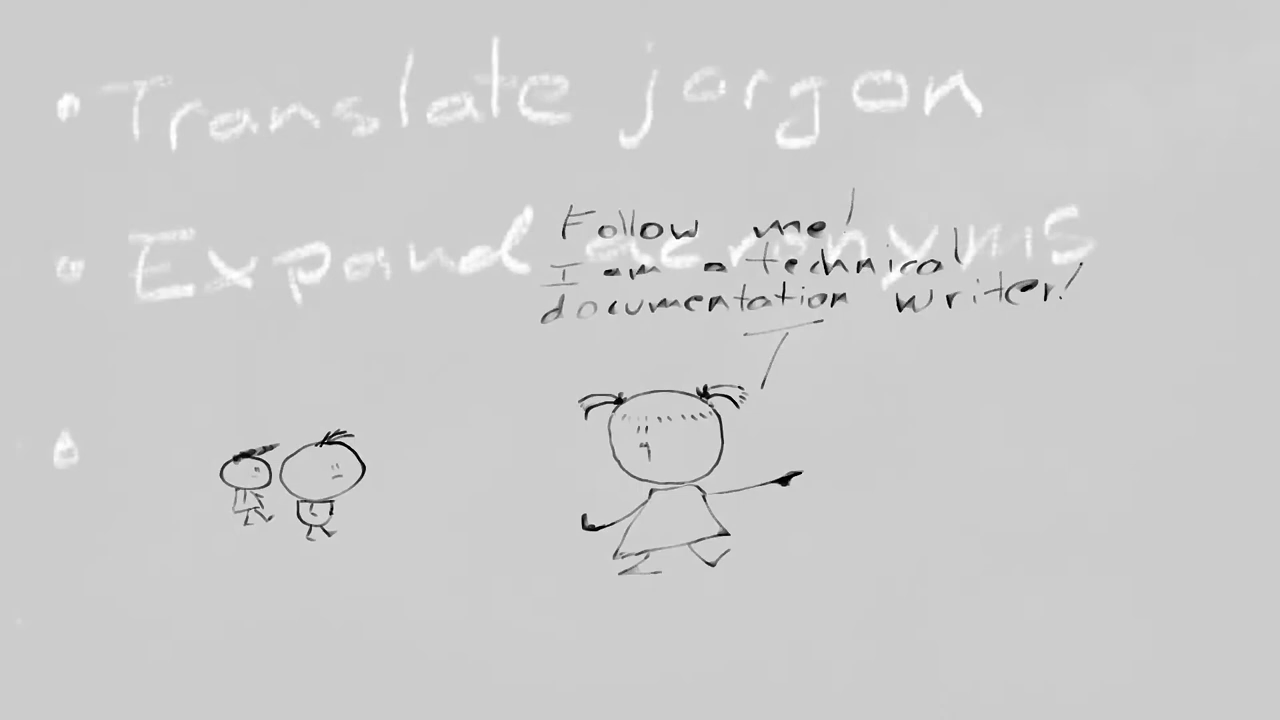 • Translate jargon
• Expand acronyms
•
Follow me!
I am a technical
documentation writer!